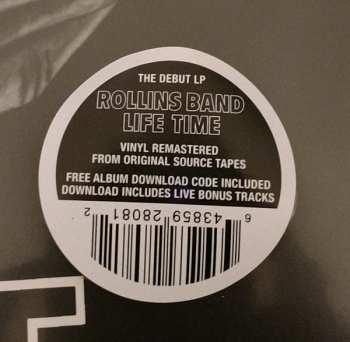 THE DEBUT LP
ROLLINS BAND
LIFE TIME
VINYL REMASTERED
FROM ORIGINAL SOURCE TAPES
FREE ALBUM DOWNLOAD CODE INCLUDED
DOWNLOAD INCLUDES LIVE BONUS TRACKS
6 43859 28081 2